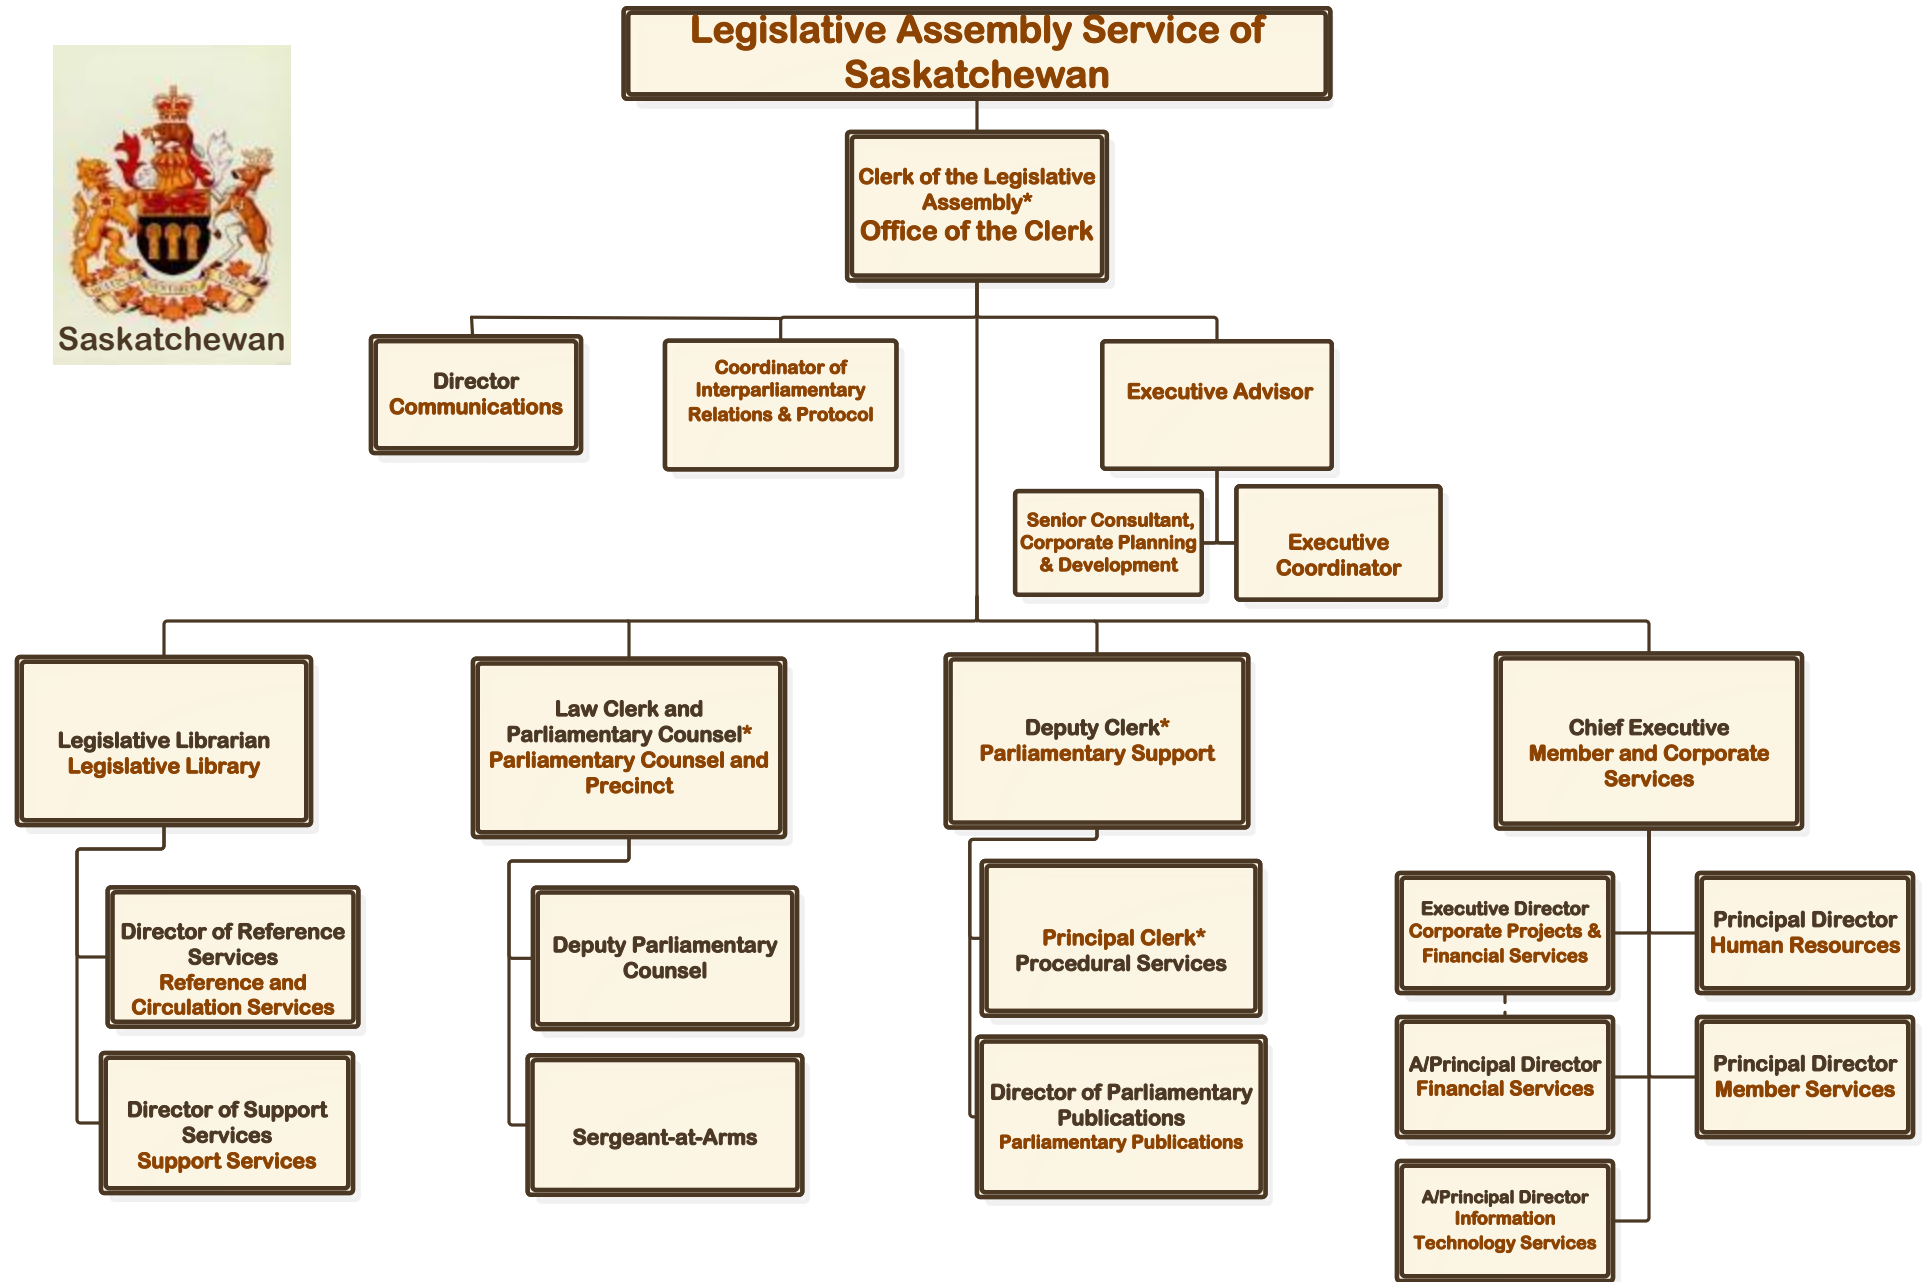 Legislative Assembly Service of
Saskatchewan
Saskatchewan
Clerk of the Legislative
Assembly*
Office of the Clerk
Director
Communications
Coordinator of
Interparliamentary
Relations & Protocol
Executive Advisor
Senior Consultant,
Corporate Planning
& Development
Executive
Coordinator
Legislative Librarian
Legislative Library
Law Clerk and
Parliamentary Counsel*
Parliamentary Counsel and
Precinct
Deputy Clerk*
Parliamentary Support
Chief Executive
Member and Corporate
Services
Director of Reference
Services
Reference and
Circulation Services
Director of Support
Services
Support Services
Deputy Parliamentary
Counsel
Sergeant-at-Arms
Principal Clerk*
Procedural Services
Director of Parliamentary
Publications
Parliamentary Publications
Executive Director
Corporate Projects &
Financial Services
Principal Director
Human Resources
A/Principal Director
Financial Services
Principal Director
Member Services
A/Principal Director
Information
Technology Services